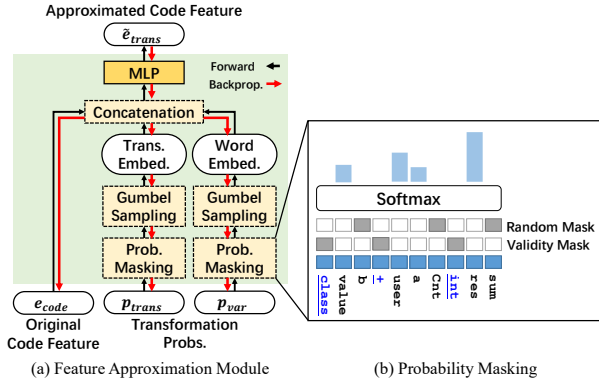 Approximated Code Feature
ẽ_trans
MLP
Forward
Backprop.
Concatenation
Trans. Embed.
Word Embed.
Gumbel Sampling
Gumbel Sampling
Prob. Masking
Prob. Masking
e_code
p_trans
p_var
Original Code Feature
Transformation Probs.
(a) Feature Approximation Module
Softmax
Random Mask
Validity Mask
class
value
b
+
user
a
Cnt
int
res
sum
(b) Probability Masking